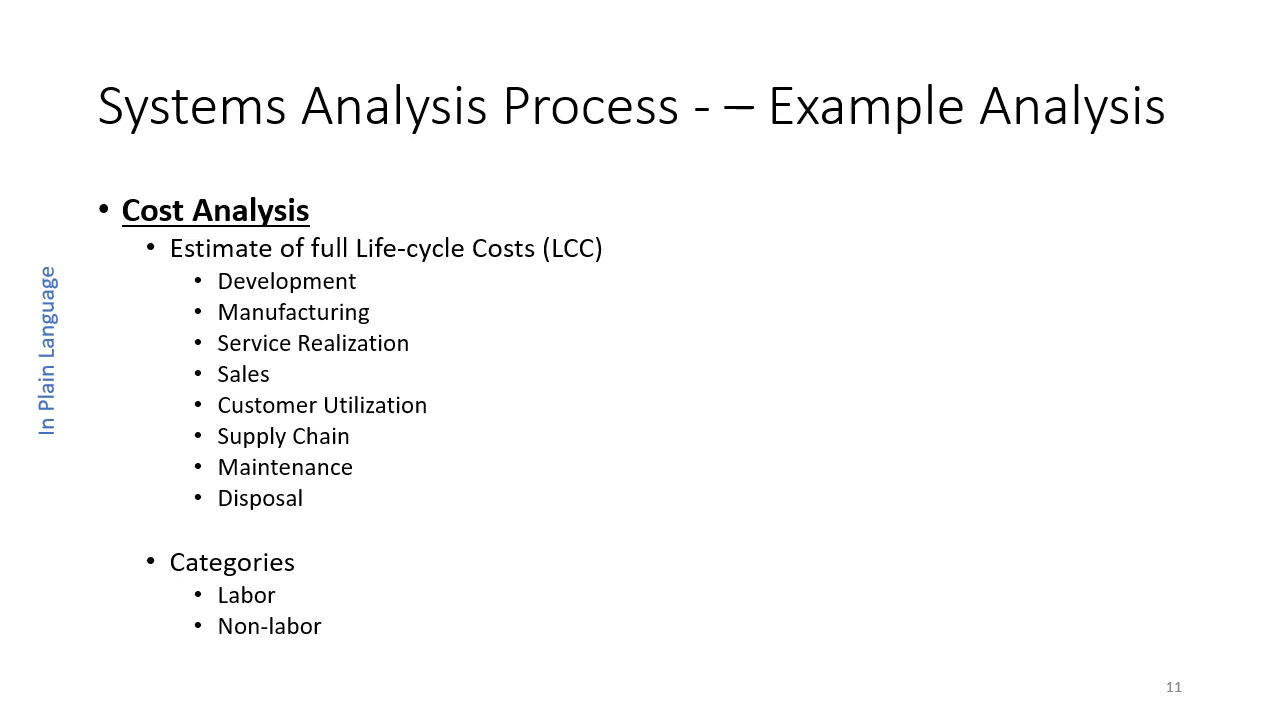 Systems Analysis Process - – Example Analysis
• Cost Analysis
• Estimate of full Life-cycle Costs (LCC)
• Development
• Manufacturing
• Service Realization
• Sales
• Customer Utilization
• Supply Chain
• Maintenance
• Disposal
• Categories
• Labor
• Non-labor
In Plain Language
11